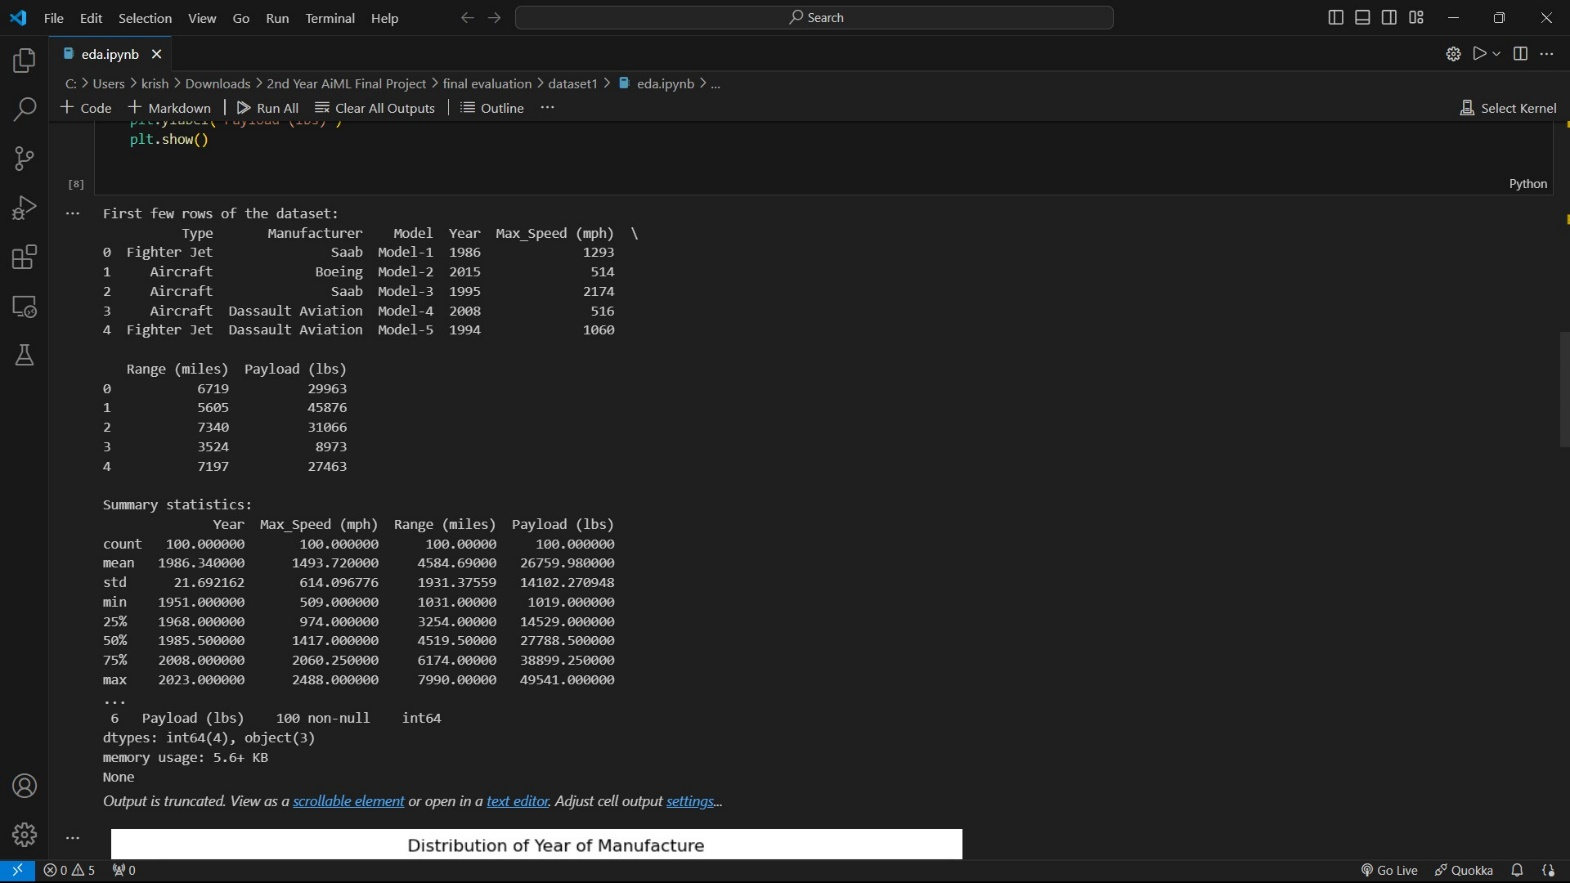 File Edit Selection View Go Run Terminal Help Search
eda.ipynb
C: > Users > krish > Downloads > 2nd Year AiML Final Project > final evaluation > dataset1 > eda.ipynb > ...
+ Code + Markdown | Run All Clear All Outputs | Outline ... Select Kernel
plt.ylabel('Payload (lbs)')
plt.show()
[8] Python
... First few rows of the dataset:
Type Manufacturer Model Year Max_Speed (mph) \
0 Fighter Jet Saab Model-1 1986 1293
1 Aircraft Boeing Model-2 2015 514
2 Aircraft Saab Model-3 1995 2174
3 Aircraft Dassault Aviation Model-4 2008 516
4 Fighter Jet Dassault Aviation Model-5 1994 1060
Range (miles) Payload (lbs)
0 6719 29963
1 5605 45876
2 7340 31066
3 3524 8973
4 7197 27463
Summary statistics:
Year Max_Speed (mph) Range (miles) Payload (lbs)
count 100.000000 100.000000 100.00000 100.000000
mean 1986.340000 1493.720000 4584.69000 26759.980000
std 21.692162 614.096776 1931.37559 14102.270948
min 1951.000000 509.000000 1031.00000 1019.000000
25% 1968.000000 974.000000 3254.00000 14529.000000
50% 1985.500000 1417.000000 4519.50000 27788.500000
75% 2008.000000 2060.250000 6174.00000 38899.250000
max 2023.000000 2488.000000 7990.00000 49541.000000
...
6 Payload (lbs) 100 non-null int64
dtypes: int64(4), object(3)
memory usage: 5.6+ KB
None
Output is truncated. View as a scrollable element or open in a text editor. Adjust cell output settings...
... Distribution of Year of Manufacture
0 5 0 Go Live Quokka {}